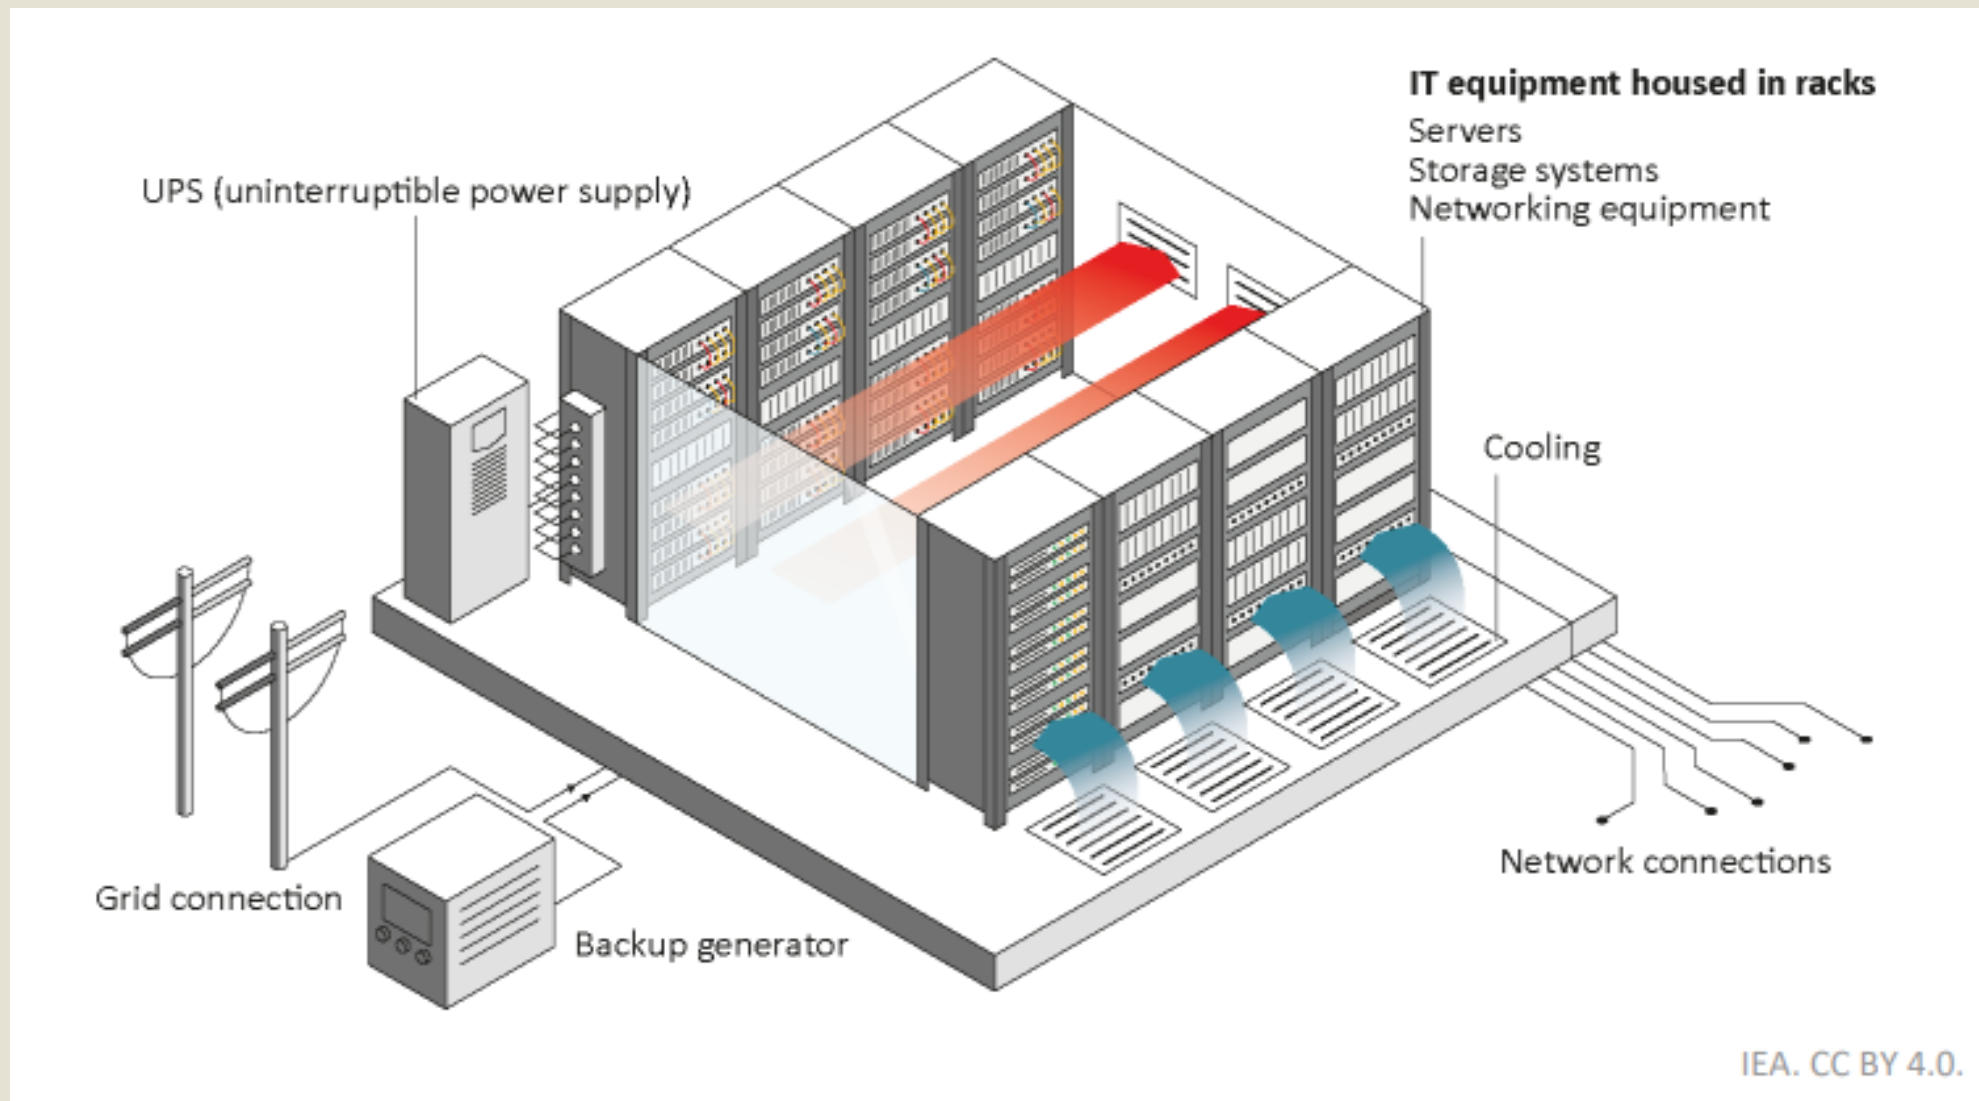 IT equipment housed in racks
Servers
Storage systems
Networking equipment
UPS (uninterruptible power supply)
Cooling
Network connections
Grid connection
Backup generator
IEA. CC BY 4.0.